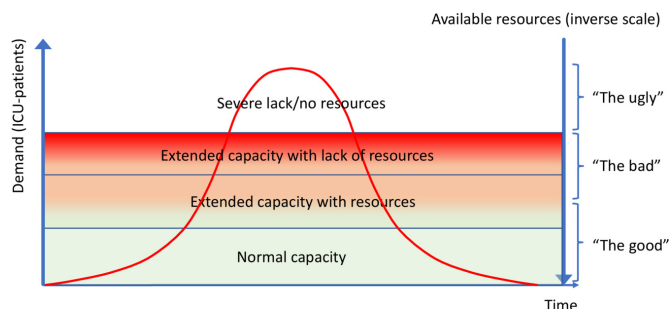 Available resources (inverse scale)
Demand (ICU-patients)
Severe lack/no resources
"The ugly"
Extended capacity with lack of resources
"The bad"
Extended capacity with resources
"The good"
Normal capacity
Time